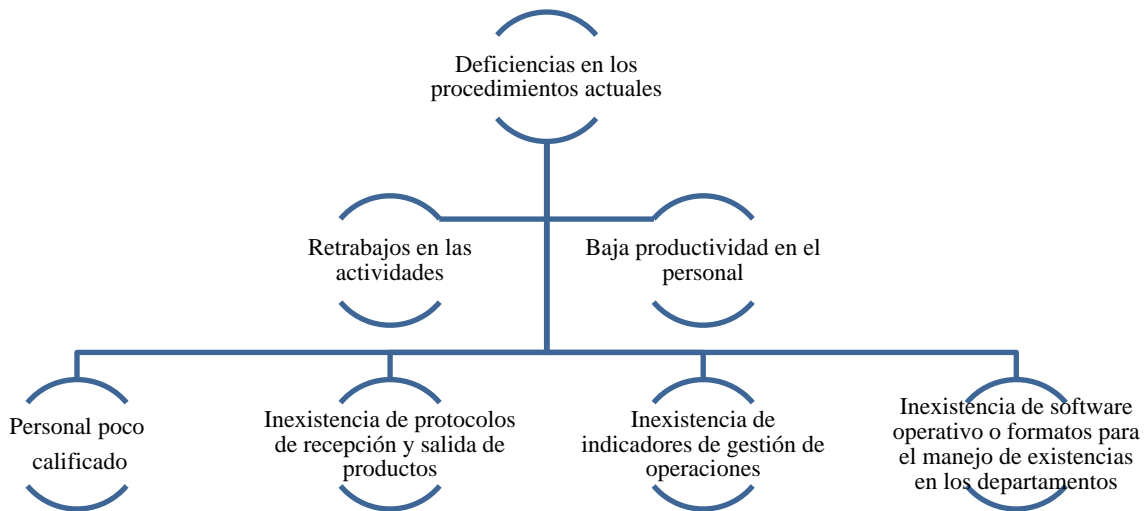 Deficiencias en los
procedimientos actuales
Retrabajos en las
actividades
Baja productividad en el
personal
Personal poco
calificado
Inexistencia de protocolos
de recepción y salida de
productos
Inexistencia de
indicadores de gestión de
operaciones
Inexistencia de software
operativo o formatos para
el manejo de existencias
en los departamentos